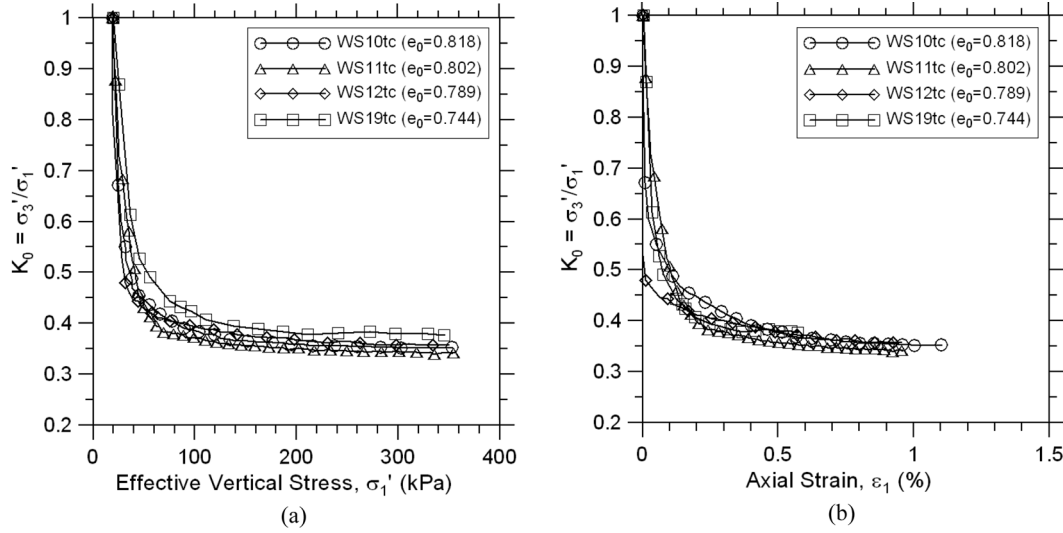 K₀ = σ₃'/σ₁'
1
0.9
0.8
0.7
0.6
0.5
0.4
0.3
0.2
WS10tc (e₀=0.818)
WS11tc (e₀=0.802)
WS12tc (e₀=0.789)
WS19tc (e₀=0.744)
0 100 200 300 400
Effective Vertical Stress, σ₁' (kPa)
(a)
K₀ = σ₃'/σ₁'
1
0.9
0.8
0.7
0.6
0.5
0.4
0.3
0.2
WS10tc (e₀=0.818)
WS11tc (e₀=0.802)
WS12tc (e₀=0.789)
WS19tc (e₀=0.744)
0 0.5 1 1.5
Axial Strain, ε₁ (%)
(b)